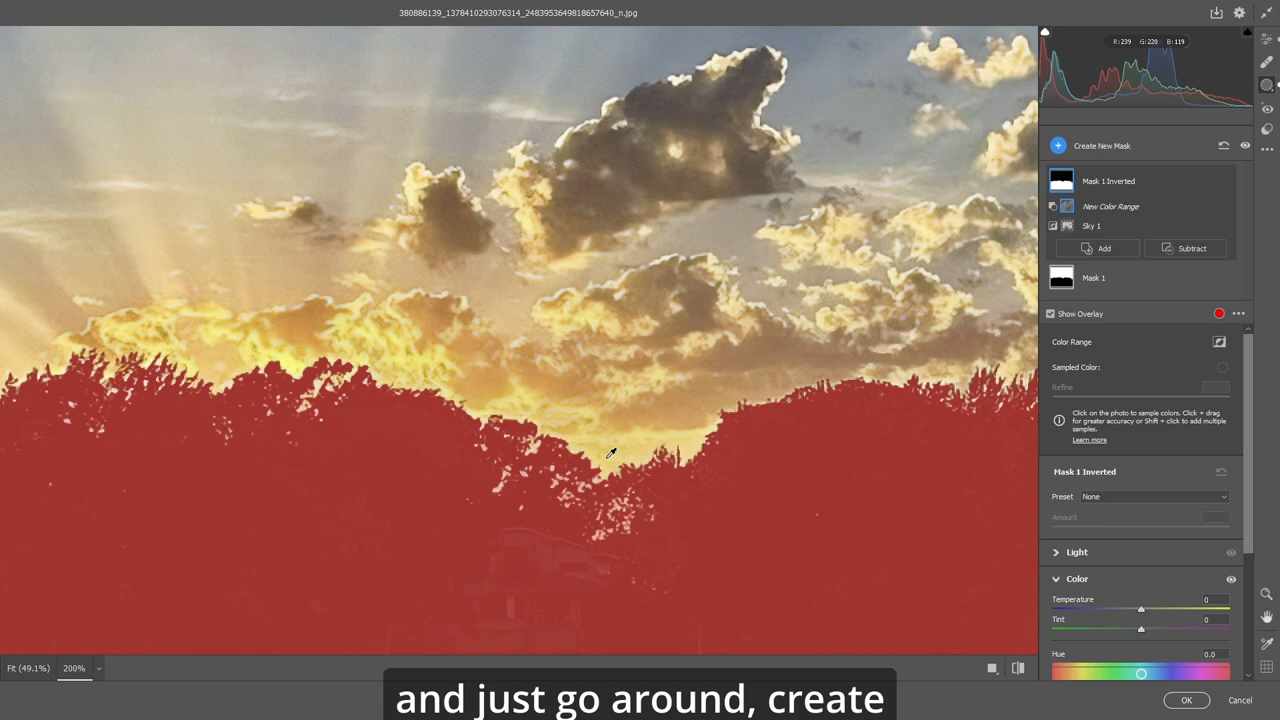 380886139_1378410293076314_2483953649818657640_n.jpg
R:239 G:220 B:119
Create New Mask
Mask 1 Inverted
New Color Range
Sky 1
Add Subtract
Mask 1
Show Overlay
Color Range
Sampled Color:
Refine
Click on the photo to sample colors. Click + drag
for greater accuracy or Shift + click to add multiple
samples.
Learn more
Mask 1 Inverted
Preset None
Amount
Light
Color
Temperature 0
Tint 0
Hue 0.0
Fit (49.1%) 200%
and just go around, create
OK Cancel